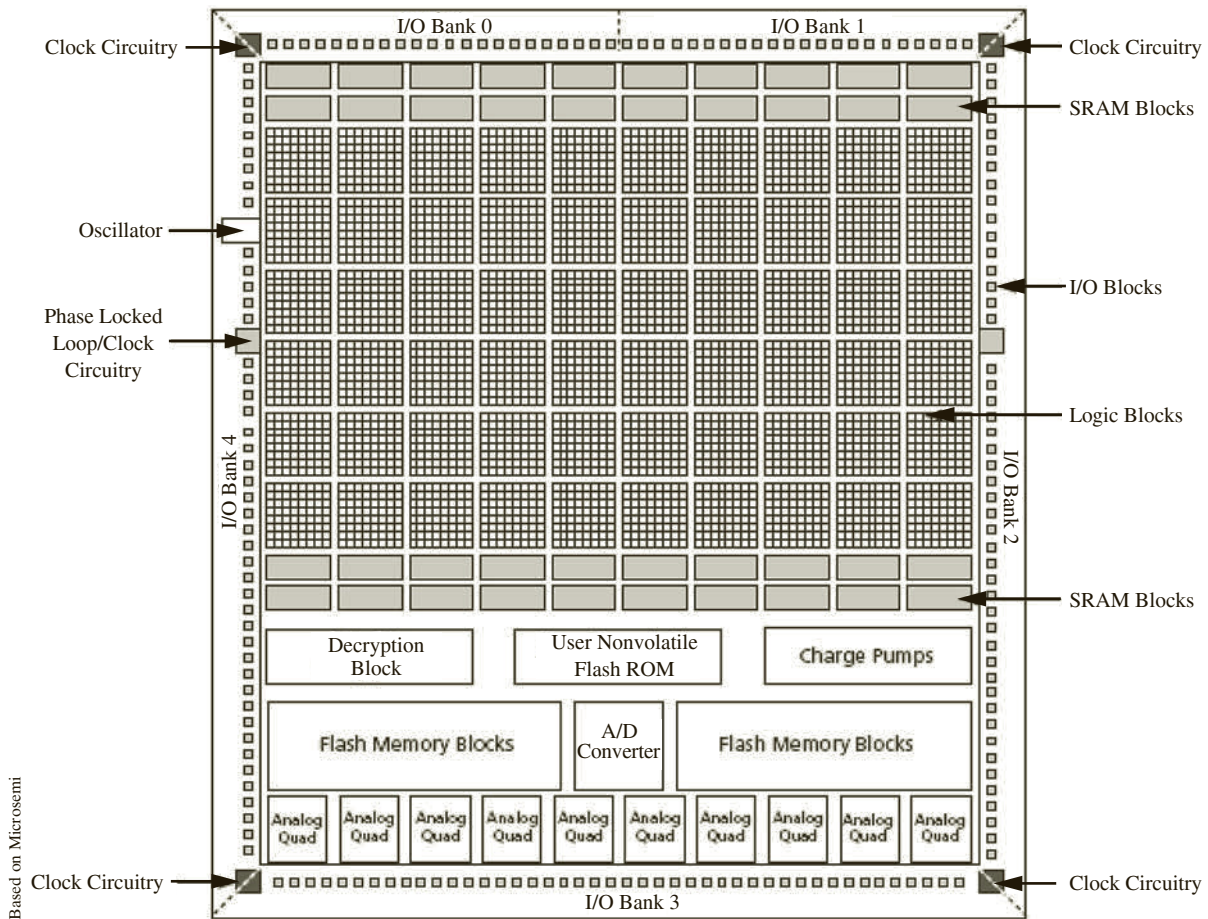 I/O Bank 0
I/O Bank 1
Clock Circuitry
Clock Circuitry
SRAM Blocks
Oscillator
I/O Blocks
Phase Locked
Loop/Clock
Circuitry
Logic Blocks
I/O Bank 4
I/O Bank 2
SRAM Blocks
Decryption
Block
User Nonvolatile
Flash ROM
Charge Pumps
Flash Memory Blocks
A/D
Converter
Flash Memory Blocks
Analog
Quad
Analog
Quad
Analog
Quad
Analog
Quad
Analog
Quad
Analog
Quad
Analog
Quad
Analog
Quad
Analog
Quad
Analog
Quad
Clock Circuitry
Clock Circuitry
I/O Bank 3
Based on Microsemi